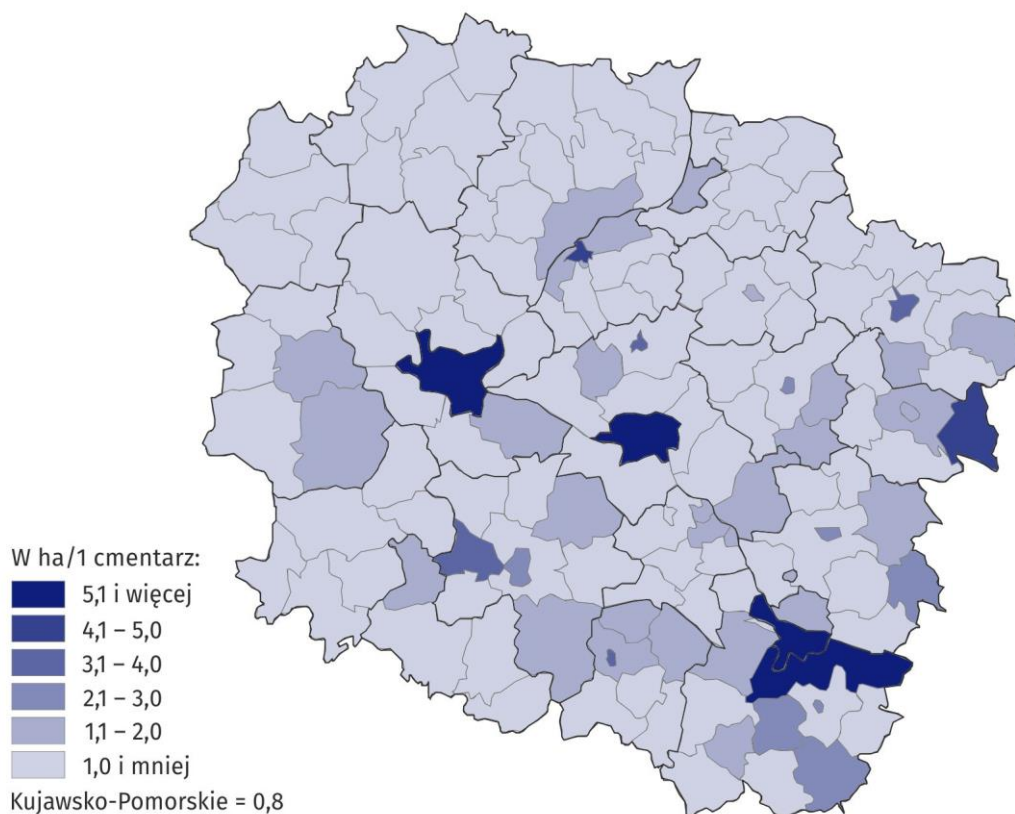 W ha/1 cmentarz:
5,1 i więcej
4,1 – 5,0
3,1 – 4,0
2,1 – 3,0
1,1 – 2,0
1,0 i mniej
Kujawsko-Pomorskie = 0,8